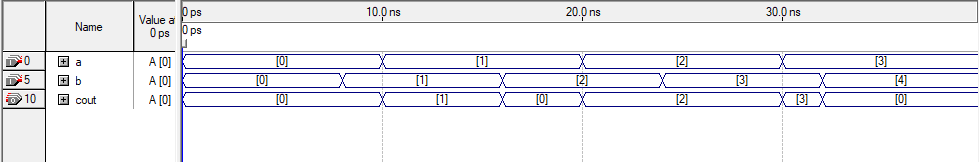 0 ps 10.0 ns 20.0 ns 30.0 ns
Name Value at 0 ps
0 ps
0 a A [0] [0] [1] [2] [3]
5 b A [0] [0] [1] [2] [3] [4]
10 cout A [0] [0] [1] [0] [2] [3] [0]